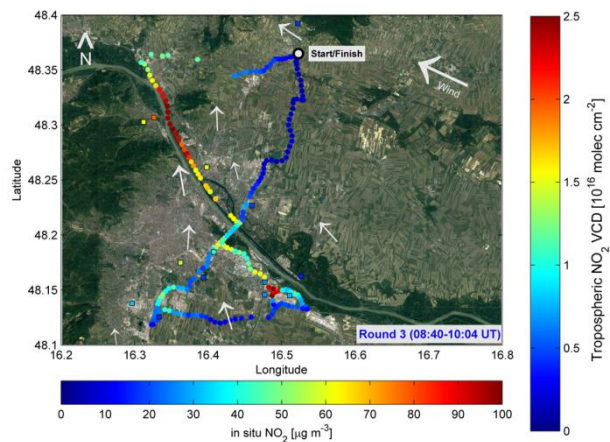 48.4
48.35
48.3
48.25
48.2
48.15
48.1
Latitude
N
Start/Finish
Wind
Round 3 (08:40-10:04 UT)
16.2 16.3 16.4 16.5 16.6 16.7 16.8
Longitude
0 10 20 30 40 50 60 70 80 90 100
in situ NO₂ [μg m⁻³]
2.5
2
1.5
1
0.5
0
Tropospheric NO₂ VCD [10¹⁶ molec cm⁻²]